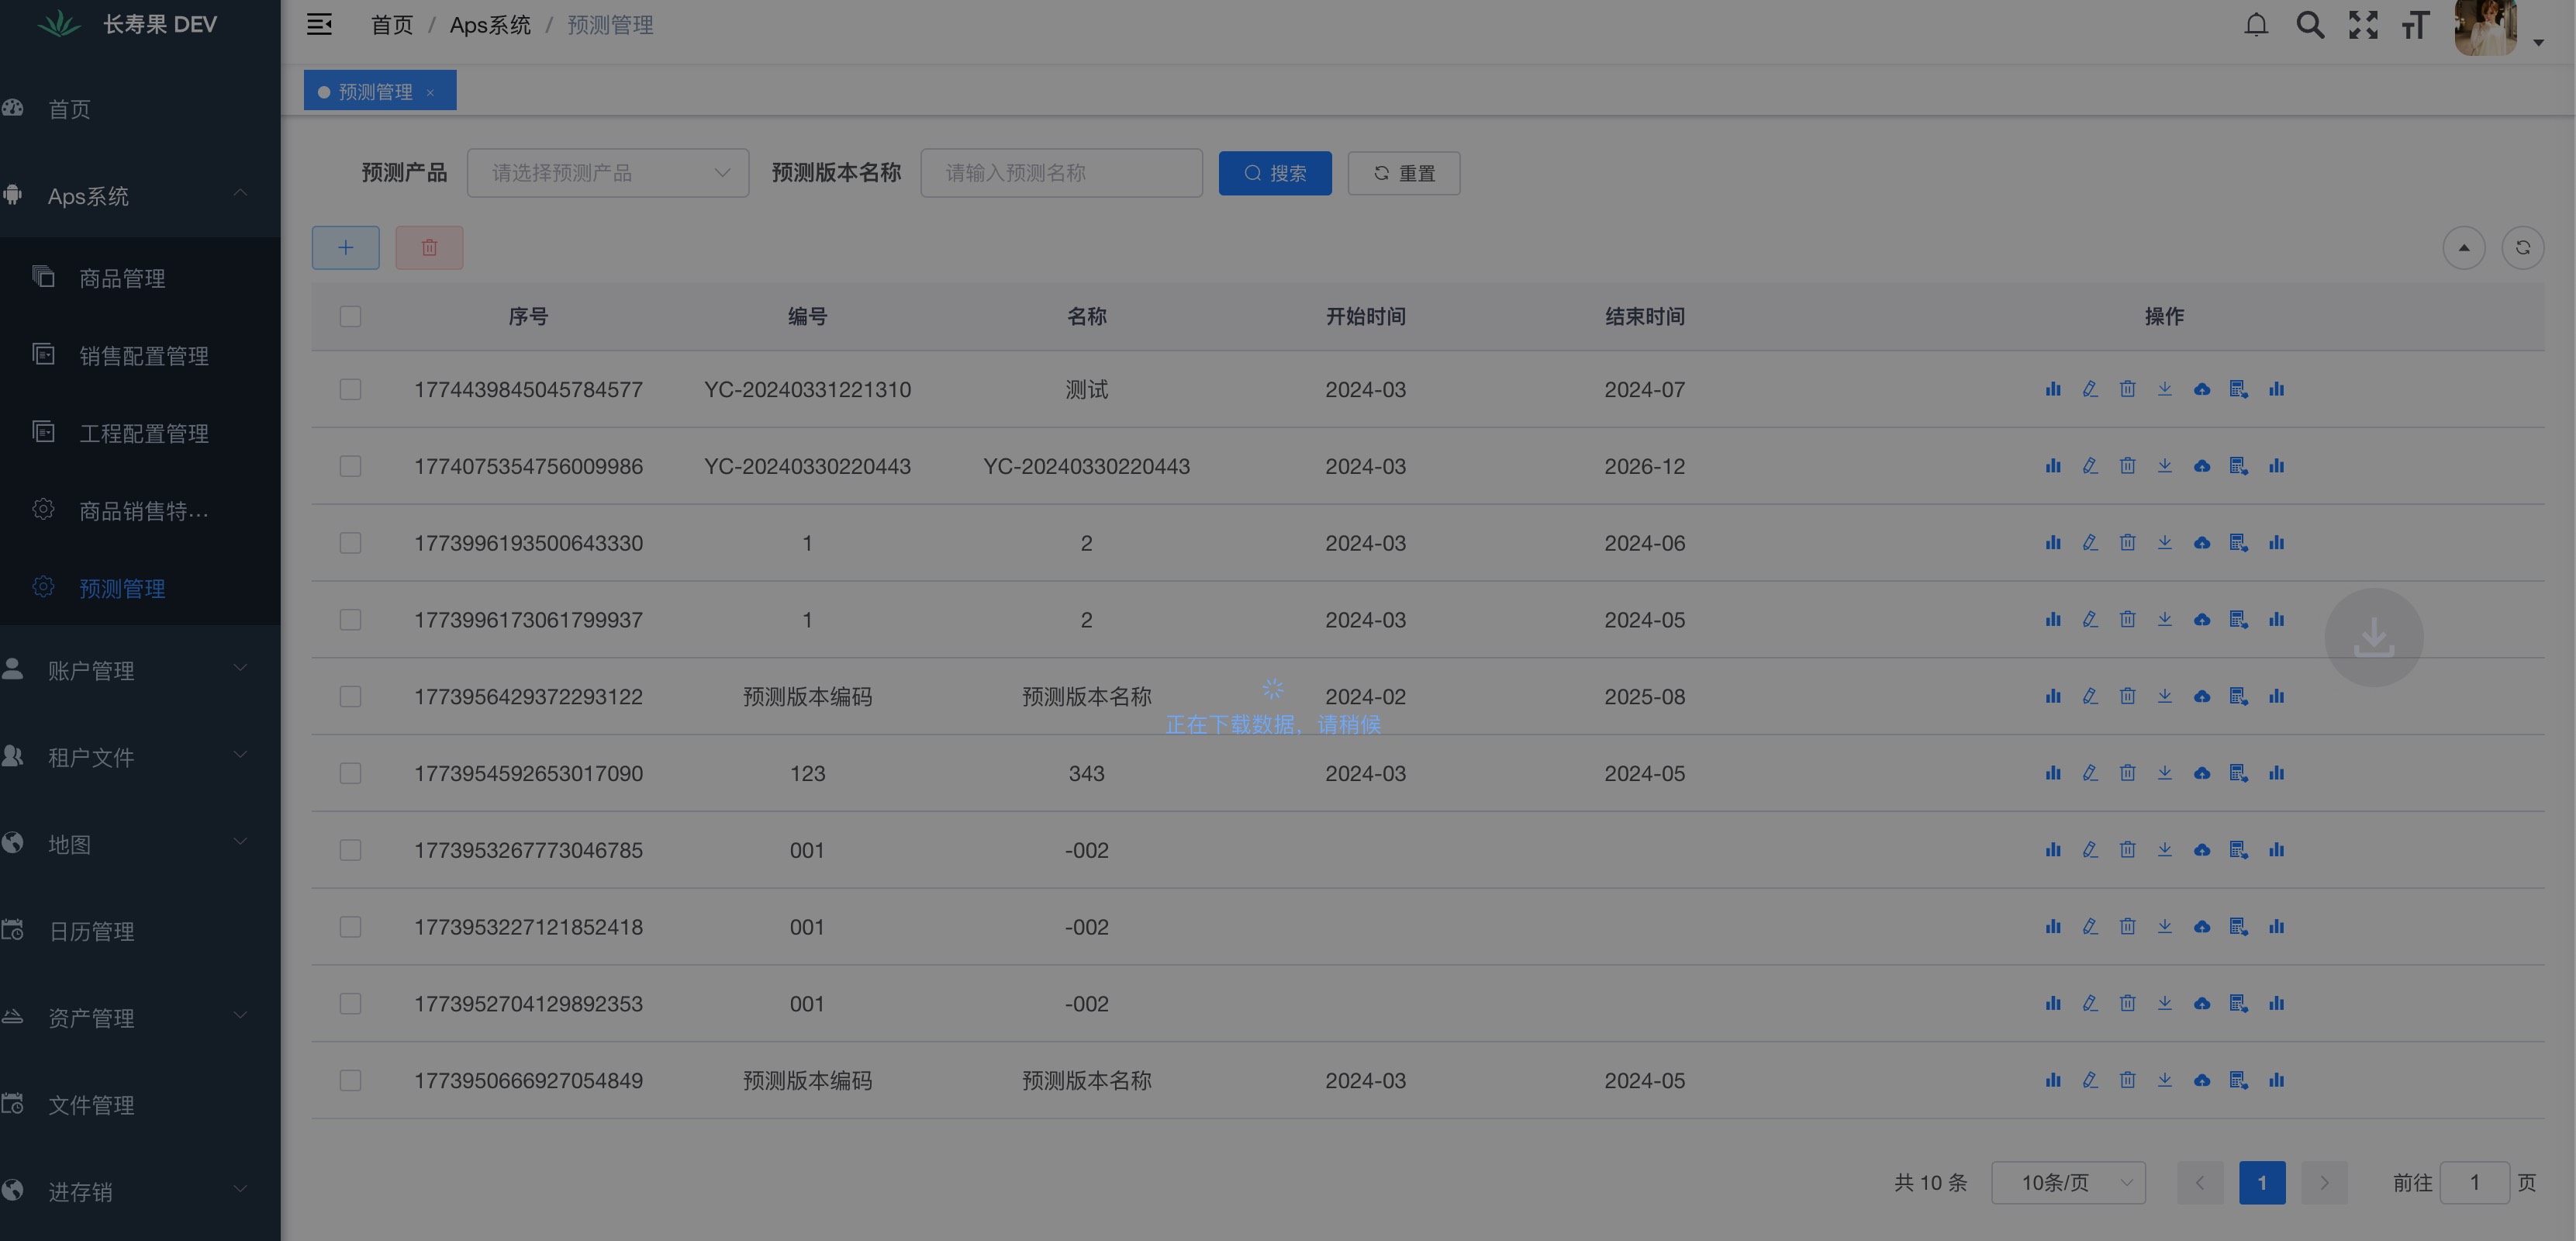 长寿果 DEV
首页 / Aps系统 / 预测管理
预测管理 ×
首页
Aps系统
商品管理
销售配置管理
工程配置管理
商品销售特...
预测管理
账户管理
租户文件
地图
日历管理
资产管理
文件管理
进存销
预测产品 请选择预测产品 预测版本名称 请输入预测名称 搜索 重置
序号 编号 名称 开始时间 结束时间 操作
1774439845045784577 YC-20240331221310 测试 2024-03 2024-07
1774075354756009986 YC-20240330220443 YC-20240330220443 2024-03 2026-12
1773996193500643330 1 2 2024-03 2024-06
1773996173061799937 1 2 2024-03 2024-05
1773956429372293122 预测版本编码 预测版本名称 2024-02 2025-08
正在下载数据，请稍候
1773954592653017090 123 343 2024-03 2024-05
1773953267773046785 001 -002
1773953227121852418 001 -002
1773952704129892353 001 -002
1773950666927054849 预测版本编码 预测版本名称 2024-03 2024-05
共 10 条 10条/页 1 前往 1 页